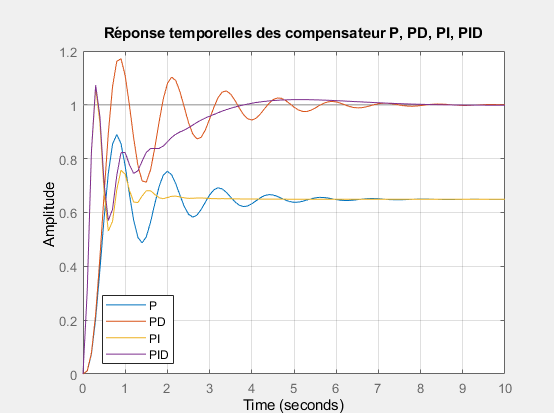 Réponse temporelles des compensateur P, PD, PI, PID
1.2
1
0.8
0.6
0.4
0.2
0
Amplitude
P
PD
PI
PID
0 1 2 3 4 5 6 7 8 9 10
Time (seconds)